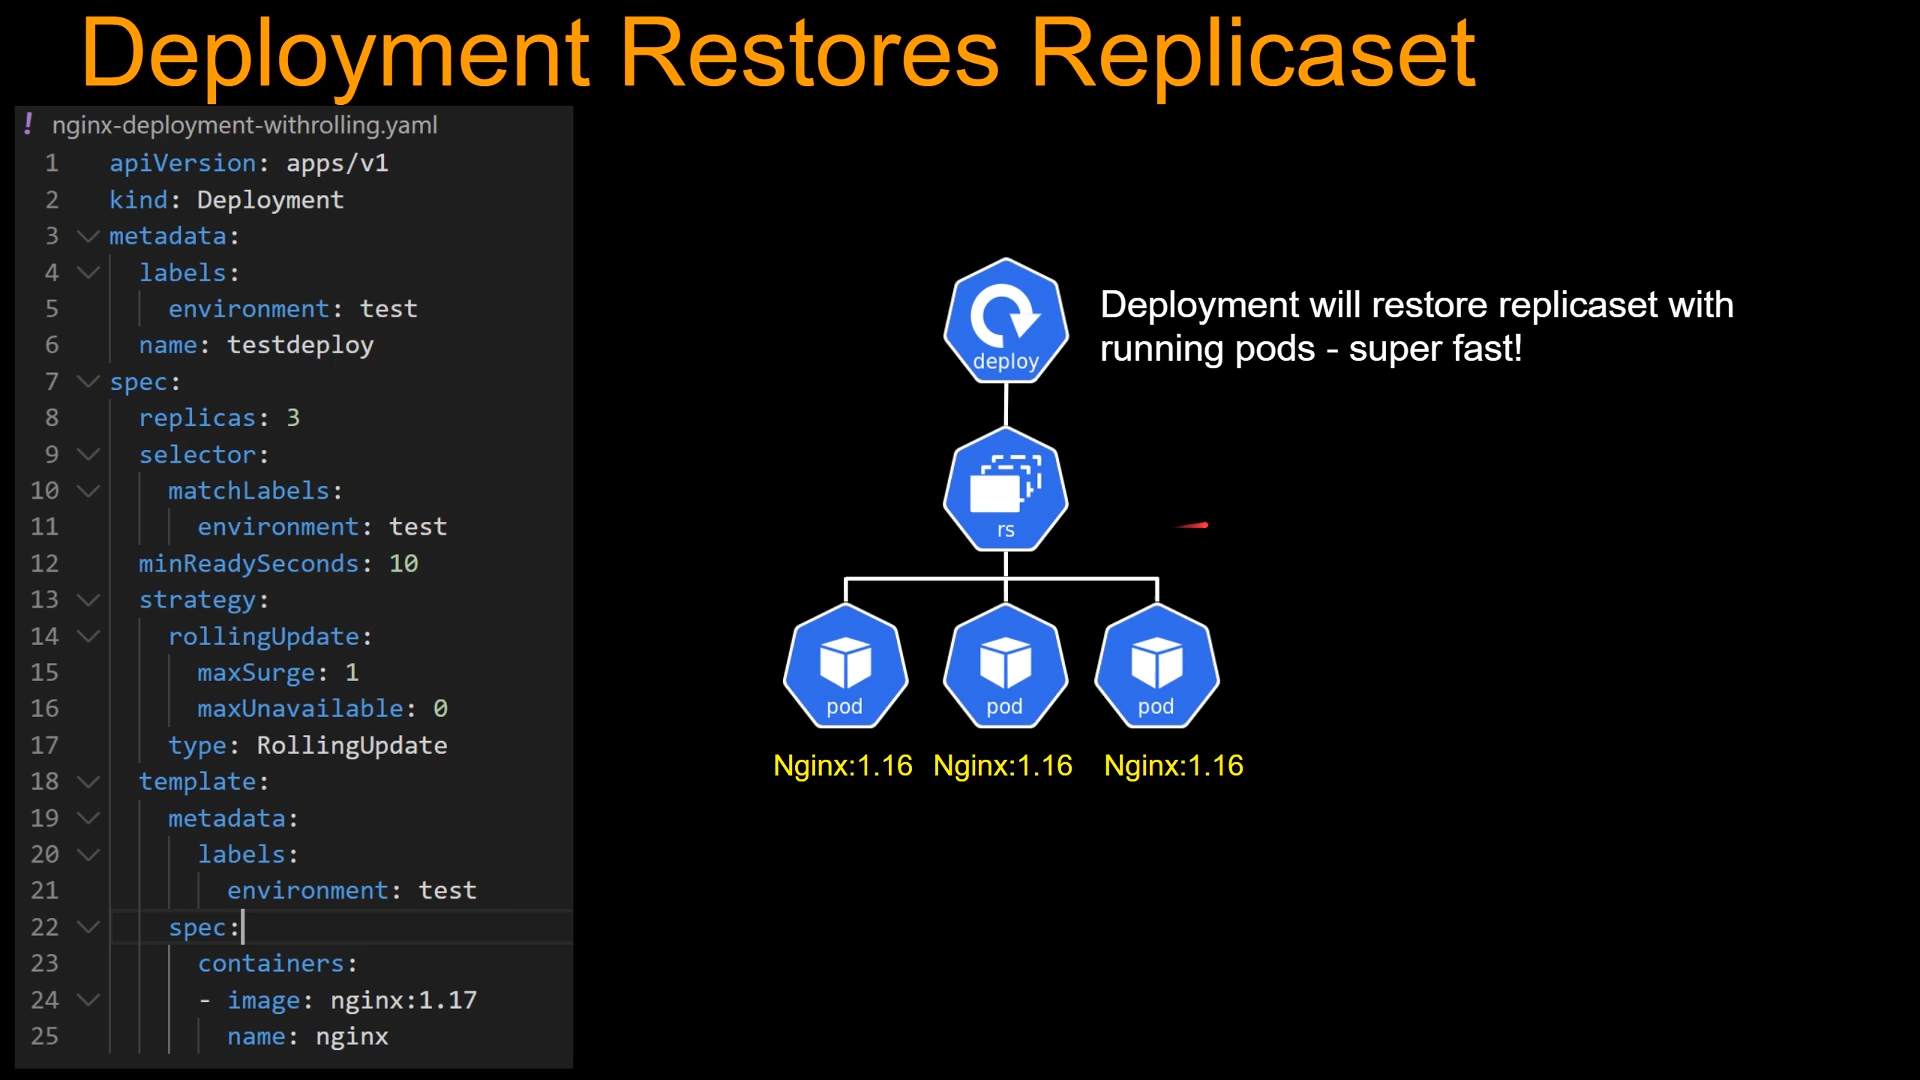 Deployment Restores Replicaset
! nginx-deployment-withrolling.yaml
1 apiVersion: apps/v1
2 kind: Deployment
3 metadata:
4 labels:
5 environment: test
6 name: testdeploy
7 spec:
8 replicas: 3
9 selector:
10 matchLabels:
11 environment: test
12 minReadySeconds: 10
13 strategy:
14 rollingUpdate:
15 maxSurge: 1
16 maxUnavailable: 0
17 type: RollingUpdate
18 template:
19 metadata:
20 labels:
21 environment: test
22 spec:
23 containers:
24 - image: nginx:1.17
25 name: nginx
deploy
Deployment will restore replicaset with
running pods - super fast!
rs
pod pod pod
Nginx:1.16 Nginx:1.16 Nginx:1.16